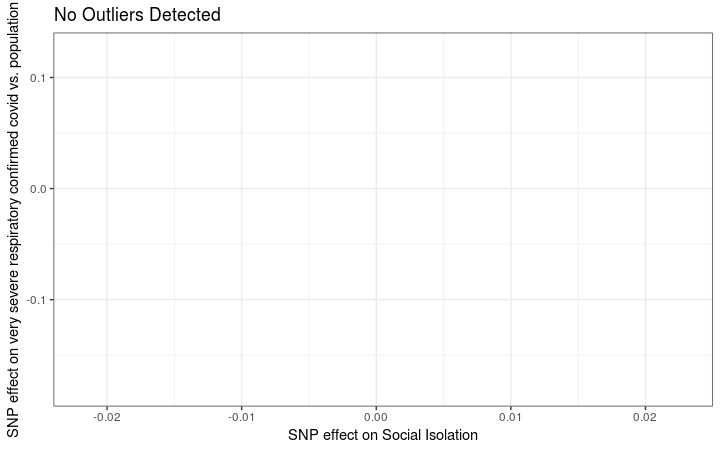 No Outliers Detected
SNP effect on very severe respiratory confirmed covid vs. population
0.1
0.0
-0.1
-0.02
-0.01
0.00
0.01
0.02
SNP effect on Social Isolation